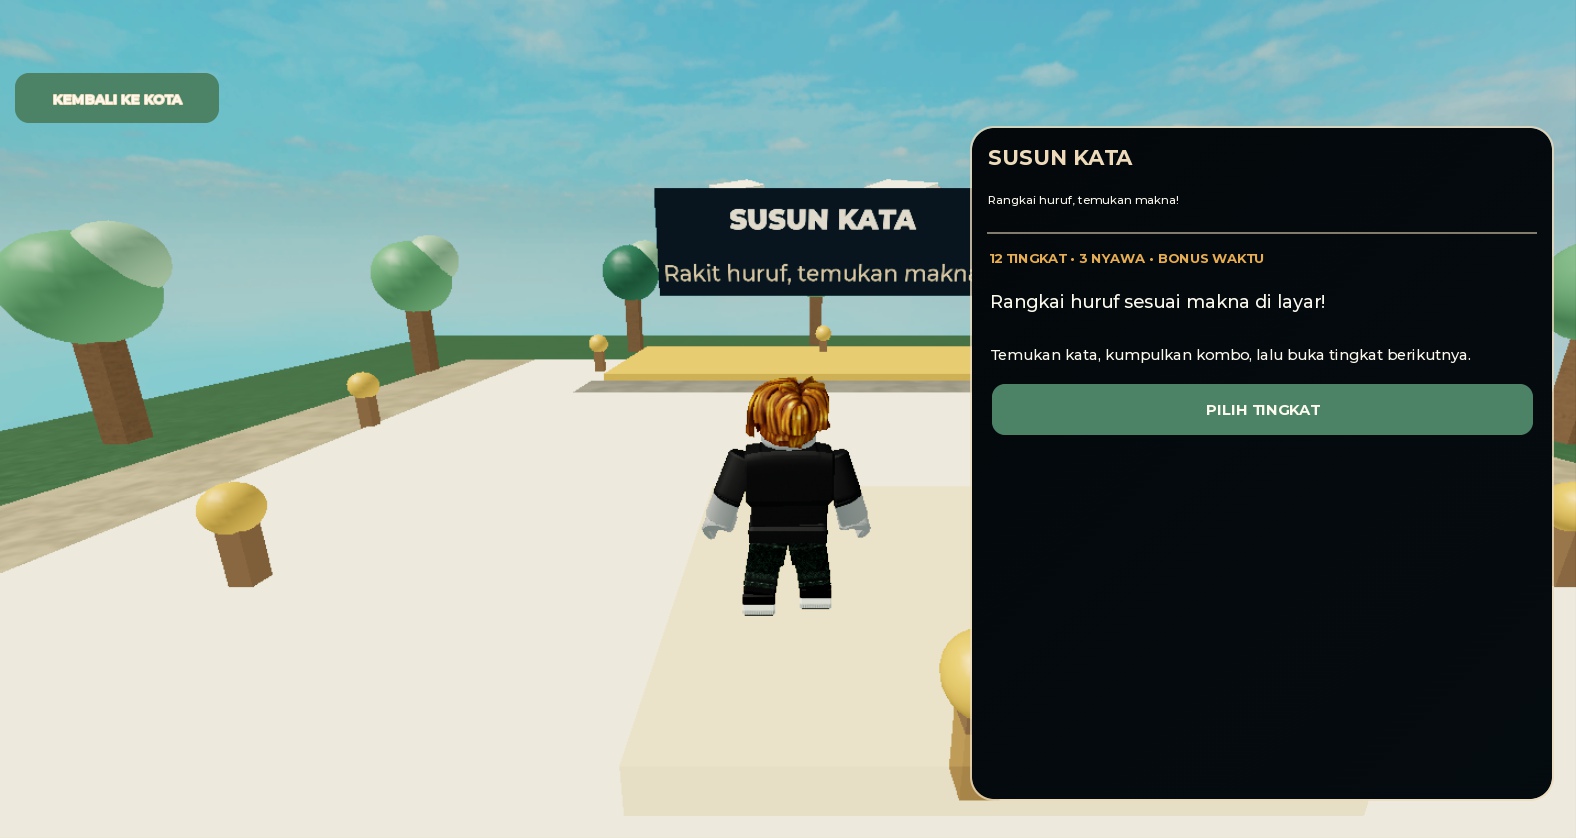 KEMBALI KE KOTA
SUSUN KATA
Rakit huruf, temukan makna
SUSUN KATA
Rangkai huruf, temukan makna!
12 TINGKAT • 3 NYAWA • BONUS WAKTU
Rangkai huruf sesuai makna di layar!
Temukan kata, kumpulkan kombo, lalu buka tingkat berikutnya.
PILIH TINGKAT